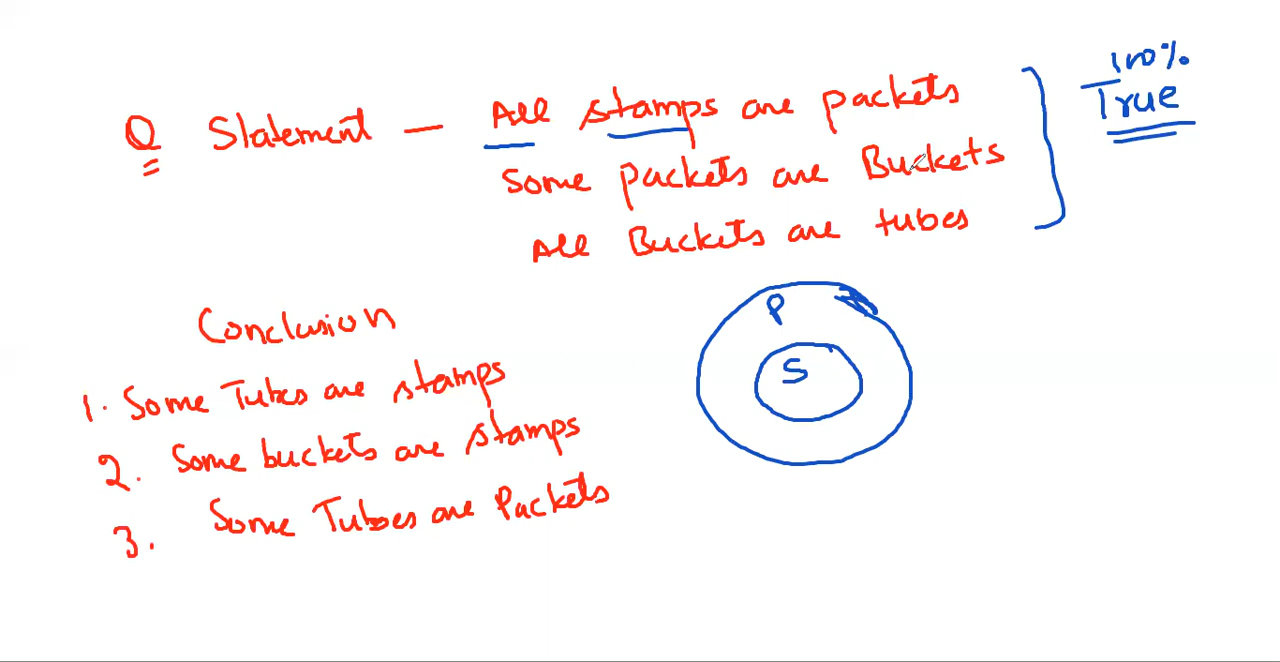 Q Statement — All stamps are packets
some packets are Buckets
All Buckets are tubes
100%
True
Conclusion
1. Some Tubes are stamps
2. Some buckets are stamps
3. Some Tubes are Packets
P
S